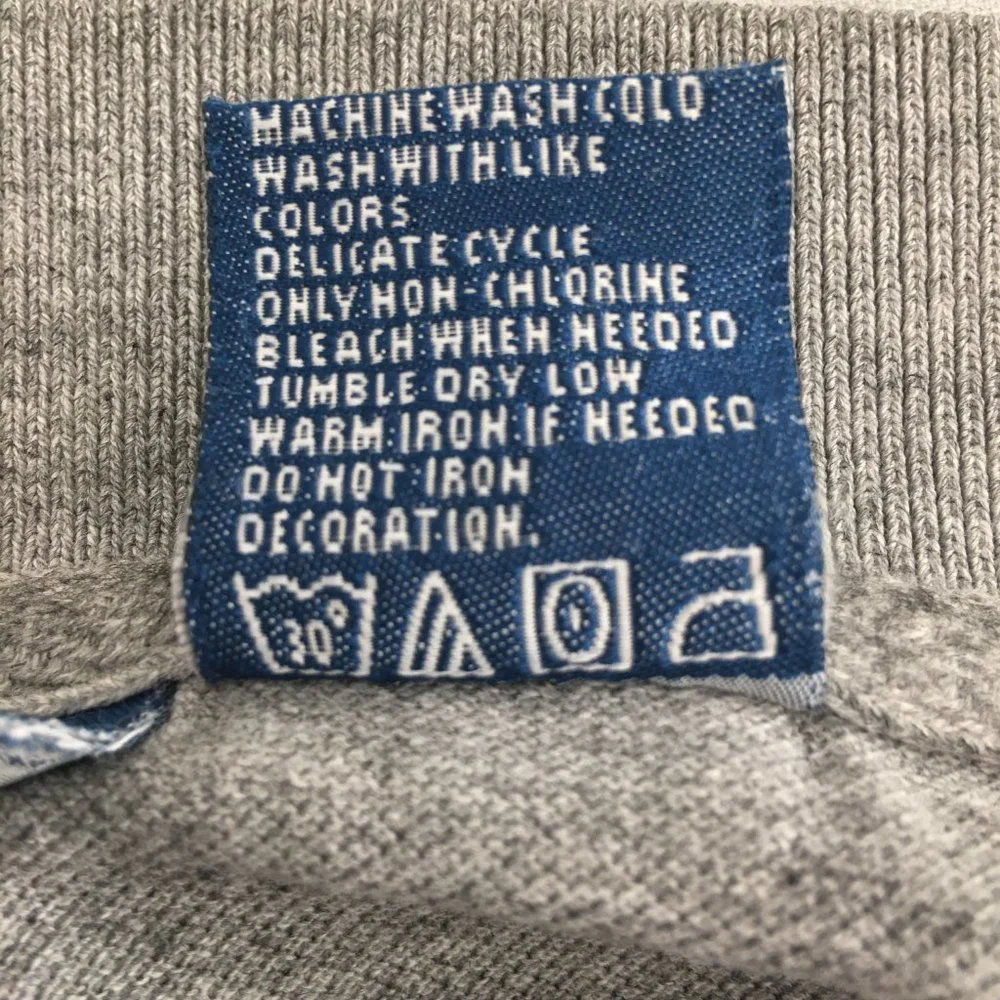 MACHINE WASH COLD
WASH WITH LIKE
COLORS
DELICATE CYCLE
ONLY NON-CHLORINE
BLEACH WHEN NEEDED
TUMBLE DRY LOW
WARM IRON IF NEEDED
DO NOT IRON
DECORATION.
30°